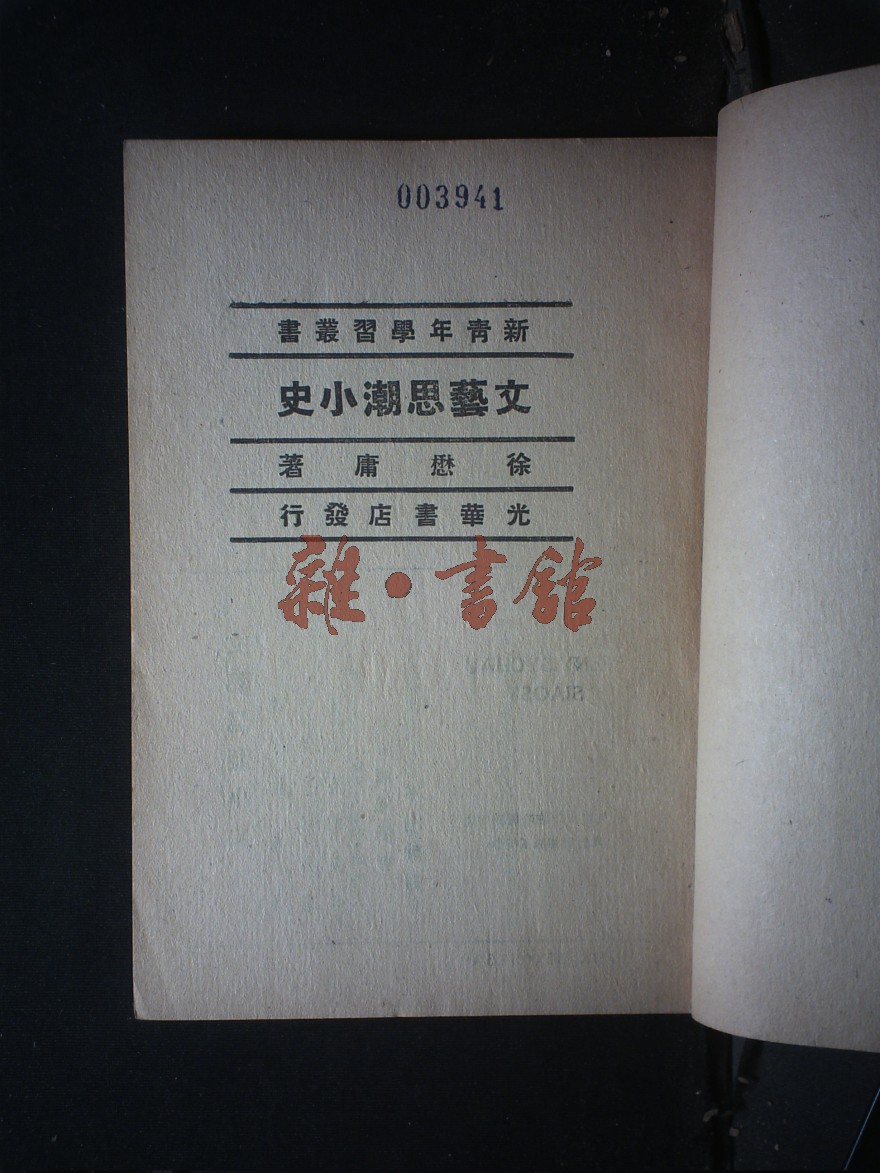 003941
新青年學習叢書
文藝思潮小史
徐懋庸著
光華書店發行
雜·書館